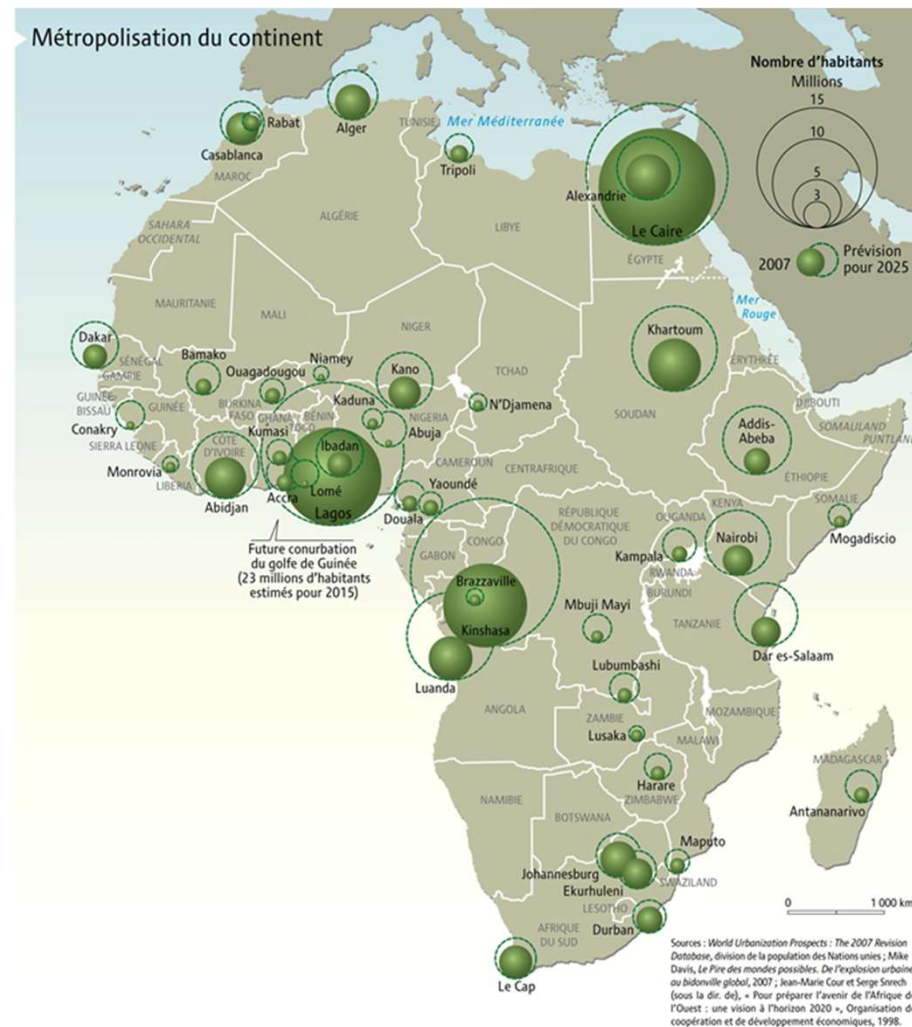 Métropolisation du continent
Nombre d'habitants
Millions
15
10
5
3
2007
Prévision
pour 2025
Mer Méditerranée
Mer
Rouge
Rabat
Casablanca
MAROC
Alger
TUNISIE
Tripoli
Alexandrie
Le Caire
ÉGYPTE
SAHARA
OCCIDENTAL
ALGÉRIE
LIBYE
MAURITANIE
MALI
NIGER
TCHAD
SOUDAN
Khartoum
ÉRYTHRÉE
DJIBOUTI
SOMALILAND
PUNTLAND
Dakar
SÉNÉGAL
GAMBIE
GUINÉE
BISSAU
GUINÉE
Conakry
SIERRA LEONE
Monrovia
LIBERIA
Bamako
Ouagadougou
Niamey
BURKINA
FASO
CÔTE
D'IVOIRE
Abidjan
GHANA
TOGO
BÉNIN
Kumasi
Accra
Lomé
Lagos
Ibadan
Kaduna
Kano
NIGERIA
Abuja
N'Djamena
CAMEROUN
CENTRAFRIQUE
Yaoundé
Douala
Addis-
Abeba
ÉTHIOPIE
SOMALIE
Mogadiscio
Future conurbation
du golfe de Guinée
(23 millions d'habitants
estimés pour 2015)
GABON
CONGO
RÉPUBLIQUE
DÉMOCRATIQUE
DU CONGO
Brazzaville
Kinshasa
OUGANDA
Kampala
KENYA
Nairobi
RWANDA
BURUNDI
TANZANIE
Dar es-Salaam
Mbuji Mayi
Luanda
ANGOLA
Lubumbashi
ZAMBIE
Lusaka
MALAWI
MOZAMBIQUE
Harare
ZIMBABWE
MADAGASCAR
Antananarivo
NAMIBIE
BOTSWANA
Johannesburg
Ekurhuleni
Maputo
SWAZILAND
LESOTHO
Durban
AFRIQUE
DU SUD
Le Cap
0
1 000 km
Sources : World Urbanization Prospects : The 2007 Revision
Database, division de la population des Nations unies ; Mike
Davis, Le Pire des mondes possibles. De l'explosion urbaine
au bidonville global, 2007 ; Jean-Marie Cour et Serge Snrech
(sous la dir. de), « Pour préparer l'avenir de l'Afrique de
l'Ouest : une vision à l'horizon 2020 », Organisation de
coopération et de développement économiques, 1998.